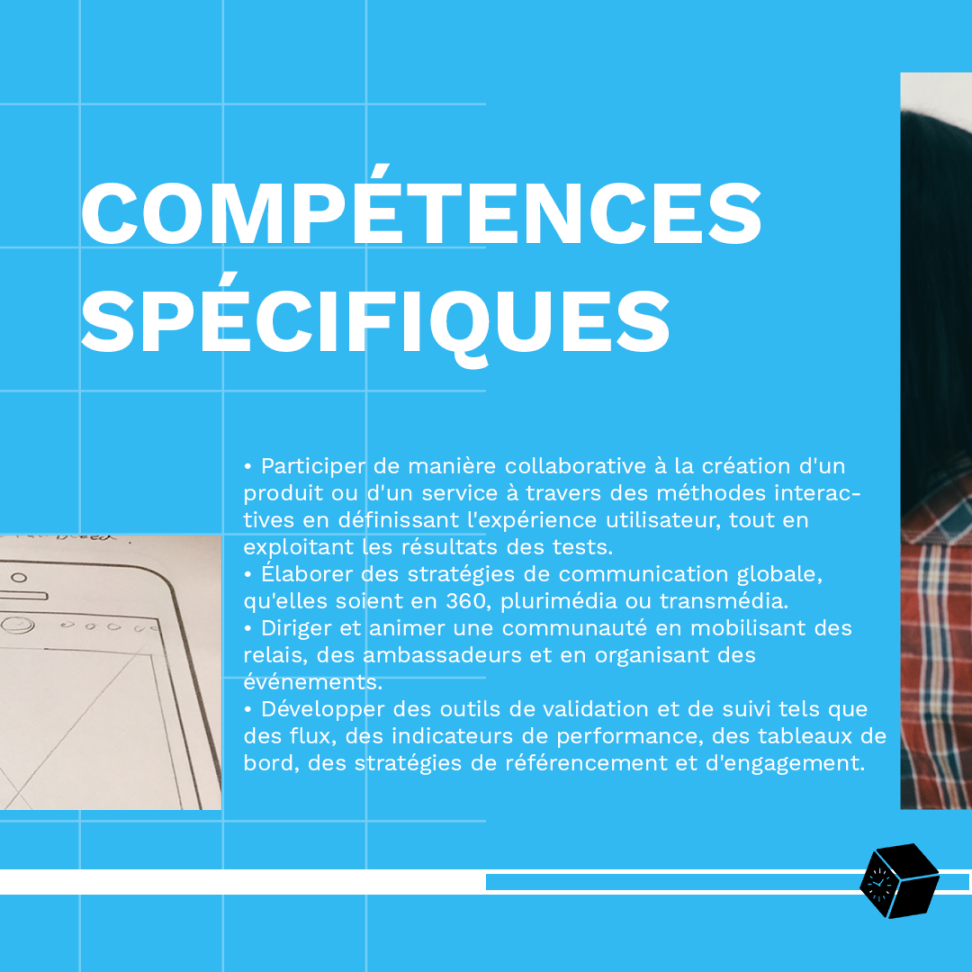 COMPÉTENCES
SPÉCIFIQUES
• Participer de manière collaborative à la création d'un
produit ou d'un service à travers des méthodes interac-
tives en définissant l'expérience utilisateur, tout en
exploitant les résultats des tests.
• Élaborer des stratégies de communication globale,
qu'elles soient en 360, plurimédia ou transmédia.
• Diriger et animer une communauté en mobilisant des
relais, des ambassadeurs et en organisant des
événements.
• Développer des outils de validation et de suivi tels que
des flux, des indicateurs de performance, des tableaux de
bord, des stratégies de référencement et d'engagement.